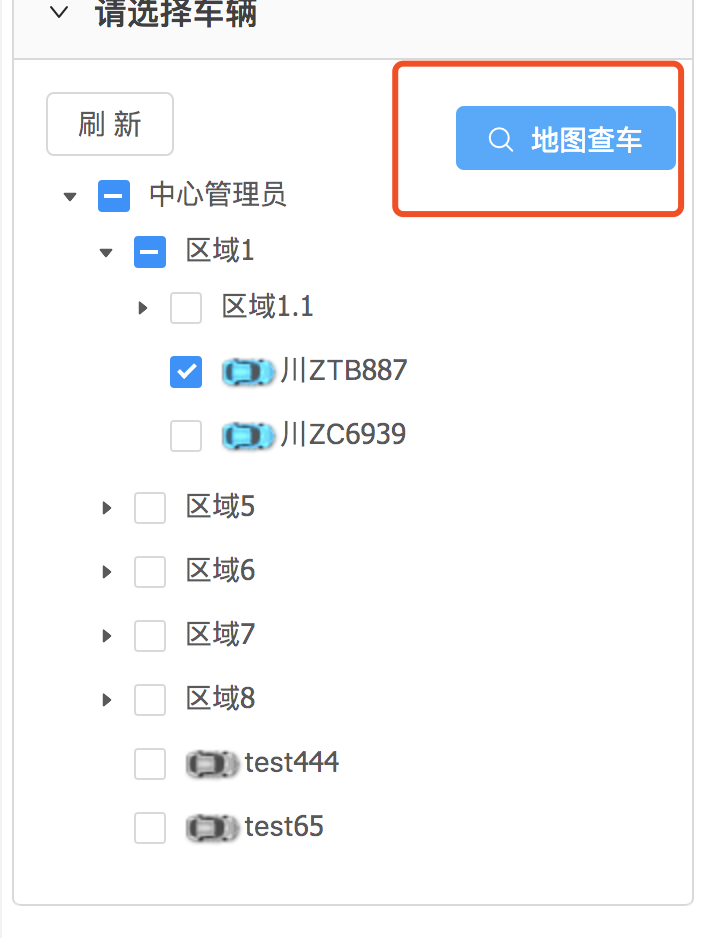 请选择车辆
刷 新
地图查车
中心管理员
区域1
区域1.1
川ZTB887
川ZC6939
区域5
区域6
区域7
区域8
test444
test65